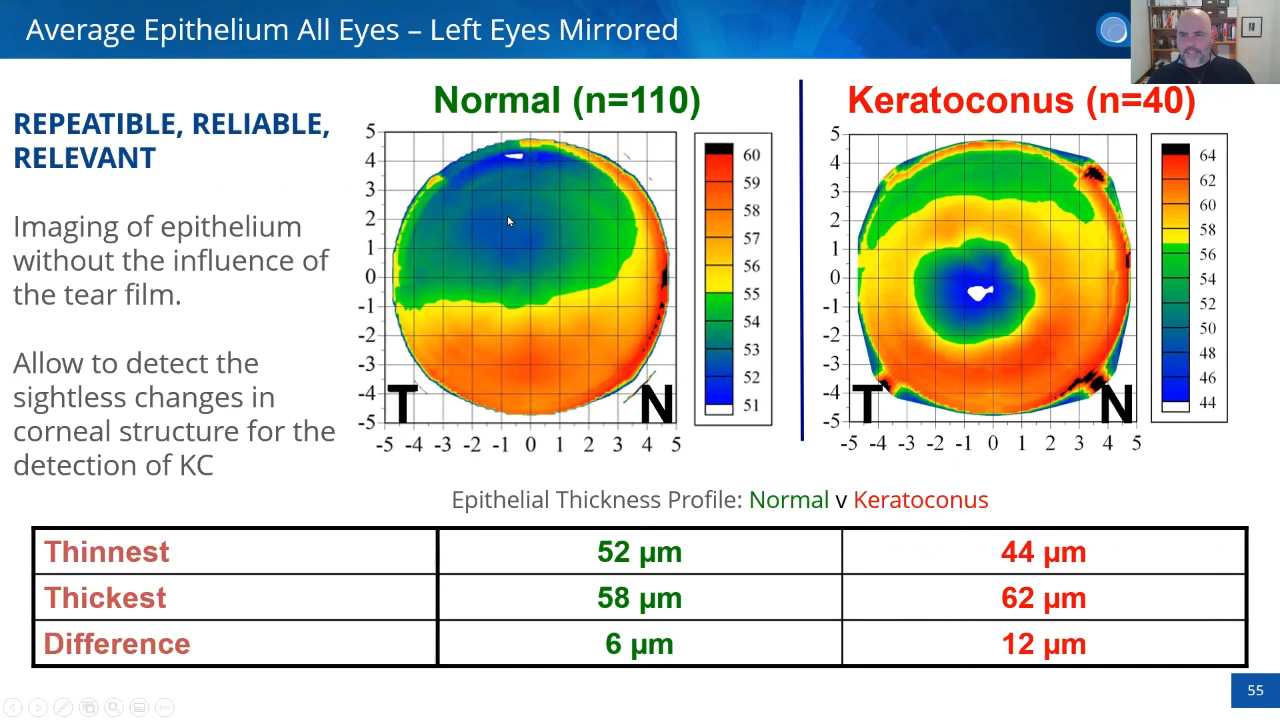 Average Epithelium All Eyes – Left Eyes Mirrored
REPEATIBLE, RELIABLE,
RELEVANT
Imaging of epithelium
without the influence of
the tear film.
Allow to detect the
sightless changes in
corneal structure for the
detection of KC
Normal (n=110)
5
4
3
2
1
0
-1
-2
-3
-4
-5
-5 -4 -3 -2 -1 0 1 2 3 4 5
T N
60
59
58
57
56
55
54
53
52
51
Keratoconus (n=40)
5
4
3
2
1
0
-1
-2
-3
-4
-5
-5 -4 -3 -2 -1 0 1 2 3 4 5
T N
64
62
60
58
56
54
52
50
48
46
44
Epithelial Thickness Profile: Normal v Keratoconus
Thinnest 52 µm 44 µm
Thickest 58 µm 62 µm
Difference 6 µm 12 µm
55